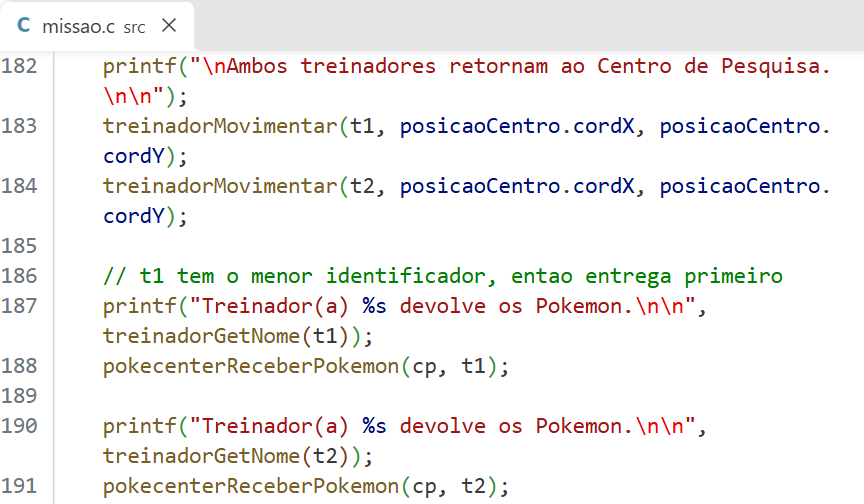 C missao.c src ×
182 printf("\nAmbos treinadores retornam ao Centro de Pesquisa.
\n\n");
183 treinadorMovimentar(t1, posicaoCentro.cordX, posicaoCentro.
cordY);
184 treinadorMovimentar(t2, posicaoCentro.cordX, posicaoCentro.
cordY);
185
186 // t1 tem o menor identificador, entao entrega primeiro
187 printf("Treinador(a) %s devolve os Pokemon.\n\n",
treinadorGetNome(t1));
188 pokecenterReceberPokemon(cp, t1);
189
190 printf("Treinador(a) %s devolve os Pokemon.\n\n",
treinadorGetNome(t2));
191 pokecenterReceberPokemon(cp, t2);